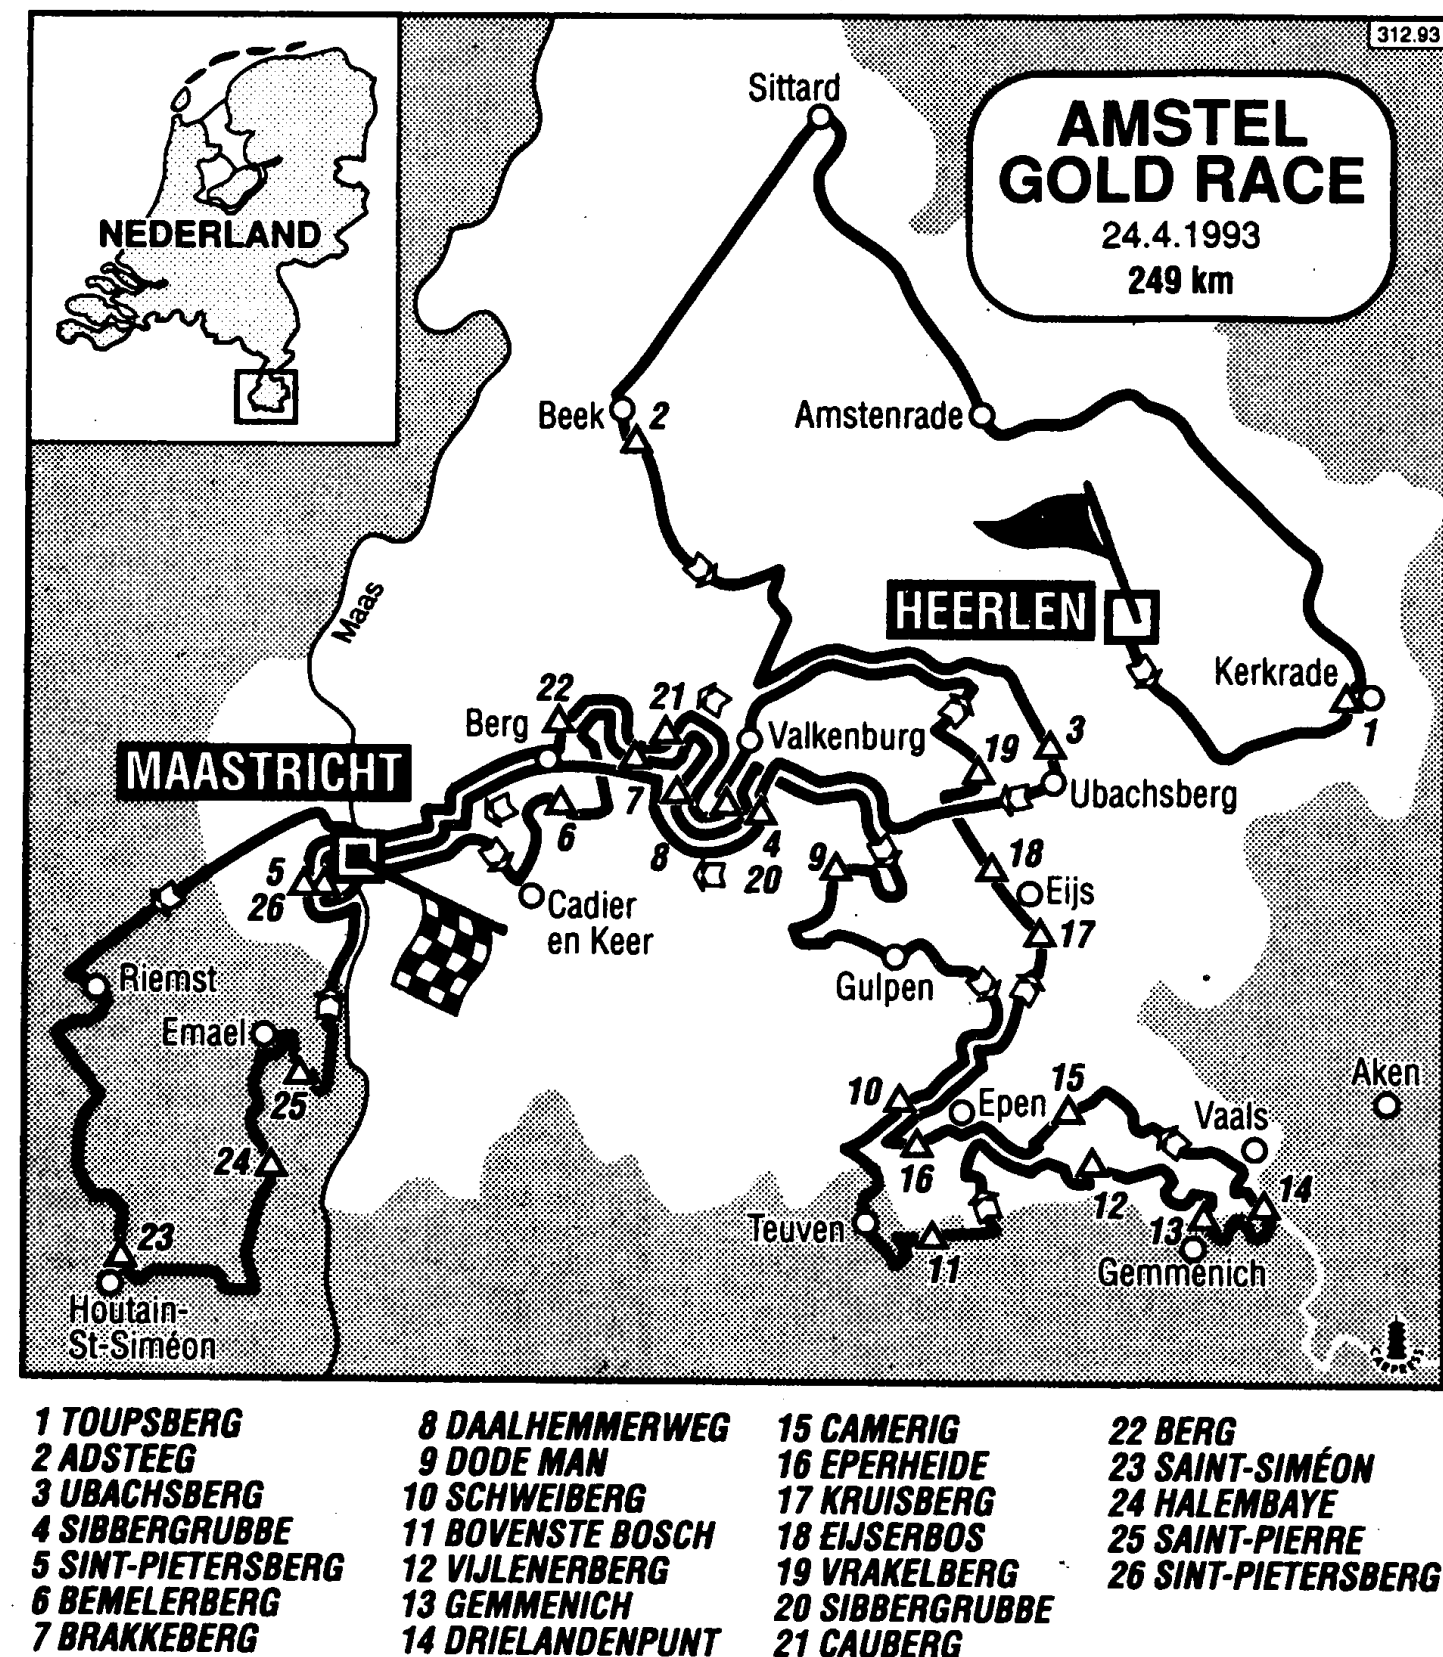 312.93
AMSTEL
GOLD RACE
24.4.1993
249 km
NEDERLAND
Sittard
Beek
2
Amstenrade
Maas
HEERLEN
Kerkrade
1
22
21
Berg
Valkenburg
3
19
Ubachsberg
MAASTRICHT
7
6
4
8
20
9
18
5
26
Eijs
Cadier
en Keer
17
Riemst
Gulpen
Emael
10
Epen
15
Aken
Vaals
25
24
16
12
14
Teuven
13
11
23
Gemmenich
Houtain-
St-Siméon
CARPRESS
1 TOUPSBERG
2 ADSTEEG
3 UBACHSBERG
4 SIBBERGRUBBE
5 SINT-PIETERSBERG
6 BEMELERBERG
7 BRAKKEBERG
8 DAALHEMMERWEG
9 DODE MAN
10 SCHWEIBERG
11 BOVENSTE BOSCH
12 VIJLENERBERG
13 GEMMENICH
14 DRIELANDENPUNT
15 CAMERIG
16 EPERHEIDE
17 KRUISBERG
18 EIJSERBOS
19 VRAKELBERG
20 SIBBERGRUBBE
21 CAUBERG
22 BERG
23 SAINT-SIMÉON
24 HALEMBAYE
25 SAINT-PIERRE
26 SINT-PIETERSBERG